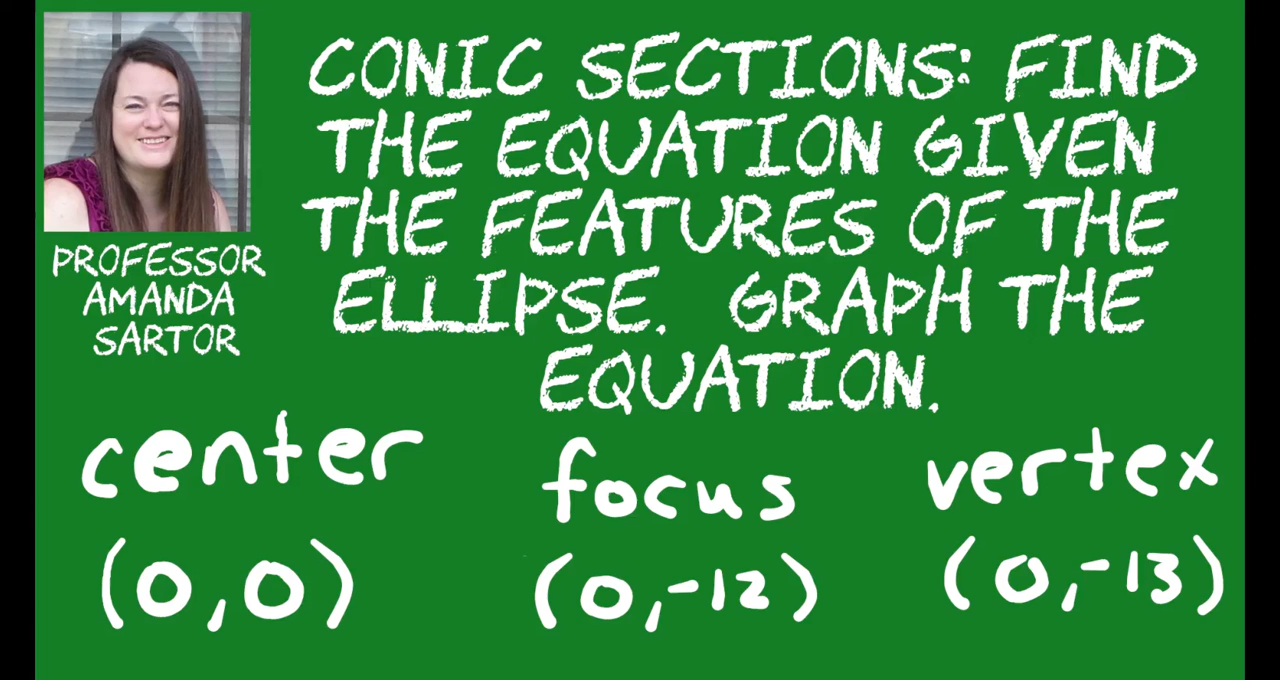 CONIC SECTIONS: FIND
THE EQUATION GIVEN
THE FEATURES OF THE
ELLIPSE. GRAPH THE
EQUATION.
PROFESSOR
AMANDA
SARTOR
center
focus
vertex
(0,0)
(0,-12)
(0,-13)